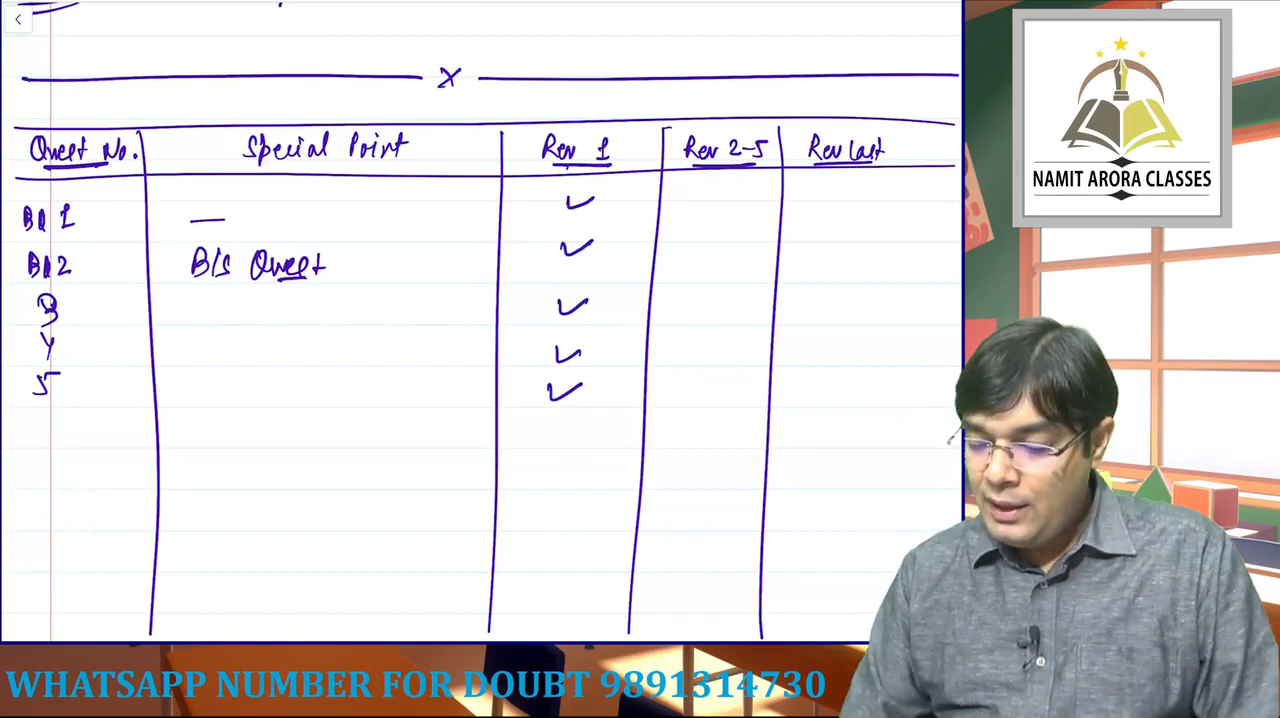 X
Quest No. Special Point Rev 1 Rev 2-5 Rev Last
BQ 1 —
BQ 2 B/S Quest
3
4
5
NAMIT ARORA CLASSES
WHATSAPP NUMBER FOR DOUBT 9891314730